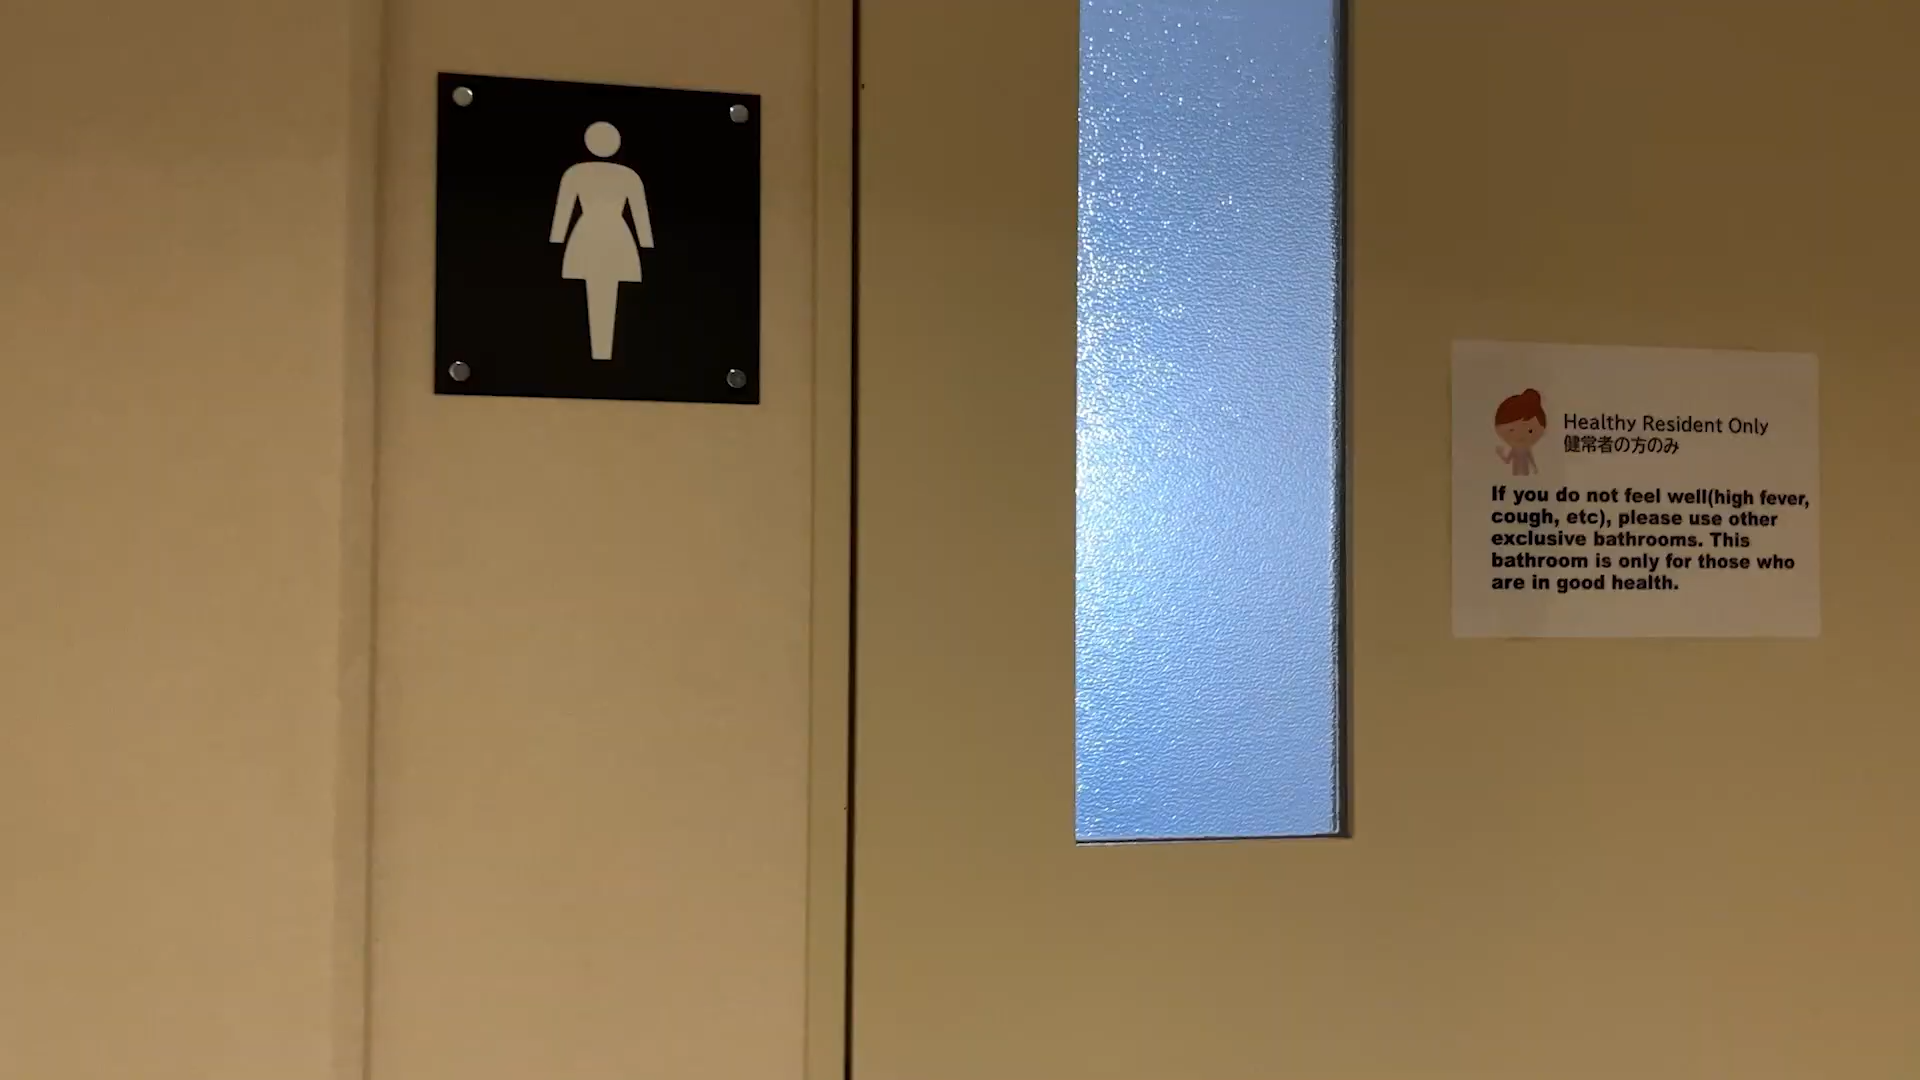 Healthy Resident Only
健常者の方のみ
If you do not feel well(high fever,
cough, etc), please use other
exclusive bathrooms. This
bathroom is only for those who
are in good health.